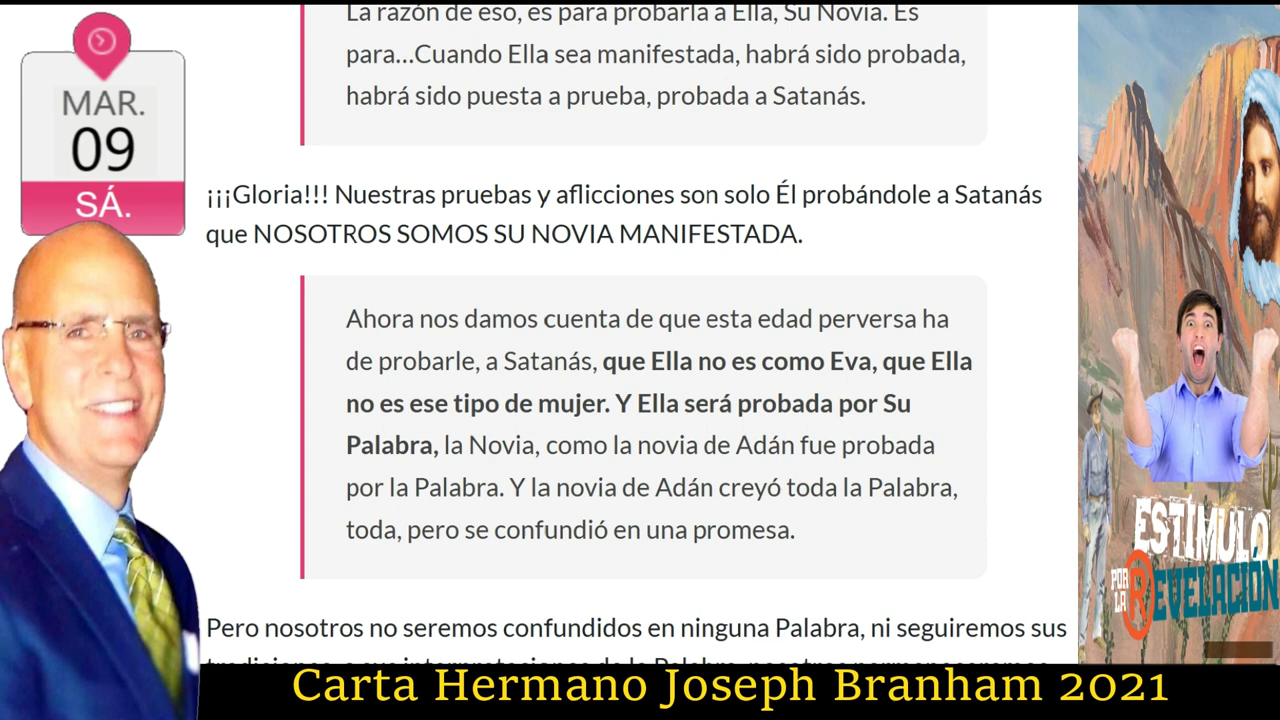 MAR.
09
SÁ.
La razón de eso, es para probarla a Ella, Su Novia. Es
para...Cuando Ella sea manifestada, habrá sido probada,
habrá sido puesta a prueba, probada a Satanás.
¡¡¡Gloria!!! Nuestras pruebas y aflicciones son solo Él probándole a Satanás
que NOSOTROS SOMOS SU NOVIA MANIFESTADA.
Ahora nos damos cuenta de que esta edad perversa ha
de probarle, a Satanás, que Ella no es como Eva, que Ella
no es ese tipo de mujer. Y Ella será probada por Su
Palabra, la Novia, como la novia de Adán fue probada
por la Palabra. Y la novia de Adán creyó toda la Palabra,
toda, pero se confundió en una promesa.
Pero nosotros no seremos confundidos en ninguna Palabra, ni seguiremos sus
ESTÍMULO
POR LA REVELACIÓN
Carta Hermano Joseph Branham 2021